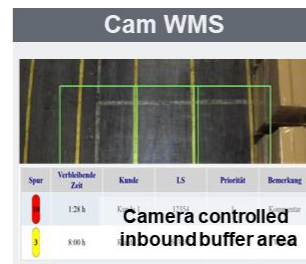 Cam WMS
Spur Verbleibende Zeit Kunde LS Priorität Bemerkung
1:28 h 12354
3 8:00 h
Camera controlled
inbound buffer area